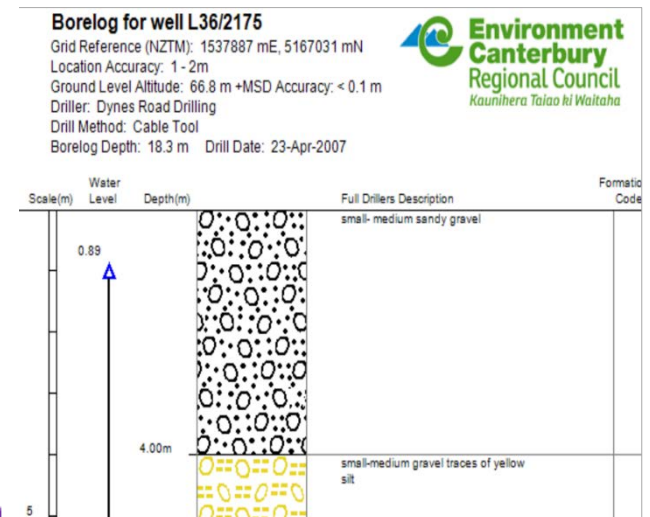 Borelog for well L36/2175
Grid Reference (NZTM): 1537887 mE, 5167031 mN
Location Accuracy: 1 - 2m
Ground Level Altitude: 66.8 m +MSD Accuracy: < 0.1 m
Driller: Dynes Road Drilling
Drill Method: Cable Tool
Borelog Depth: 18.3 m Drill Date: 23-Apr-2007
Environment
Canterbury
Regional Council
Kaunihera Taiao ki Waitaha
Scale(m)
Water
Level
Depth(m)
Full Drillers Description
Formatio
Code
small- medium sandy gravel
0.89
4.00m
small-medium gravel traces of yellow
silt
5